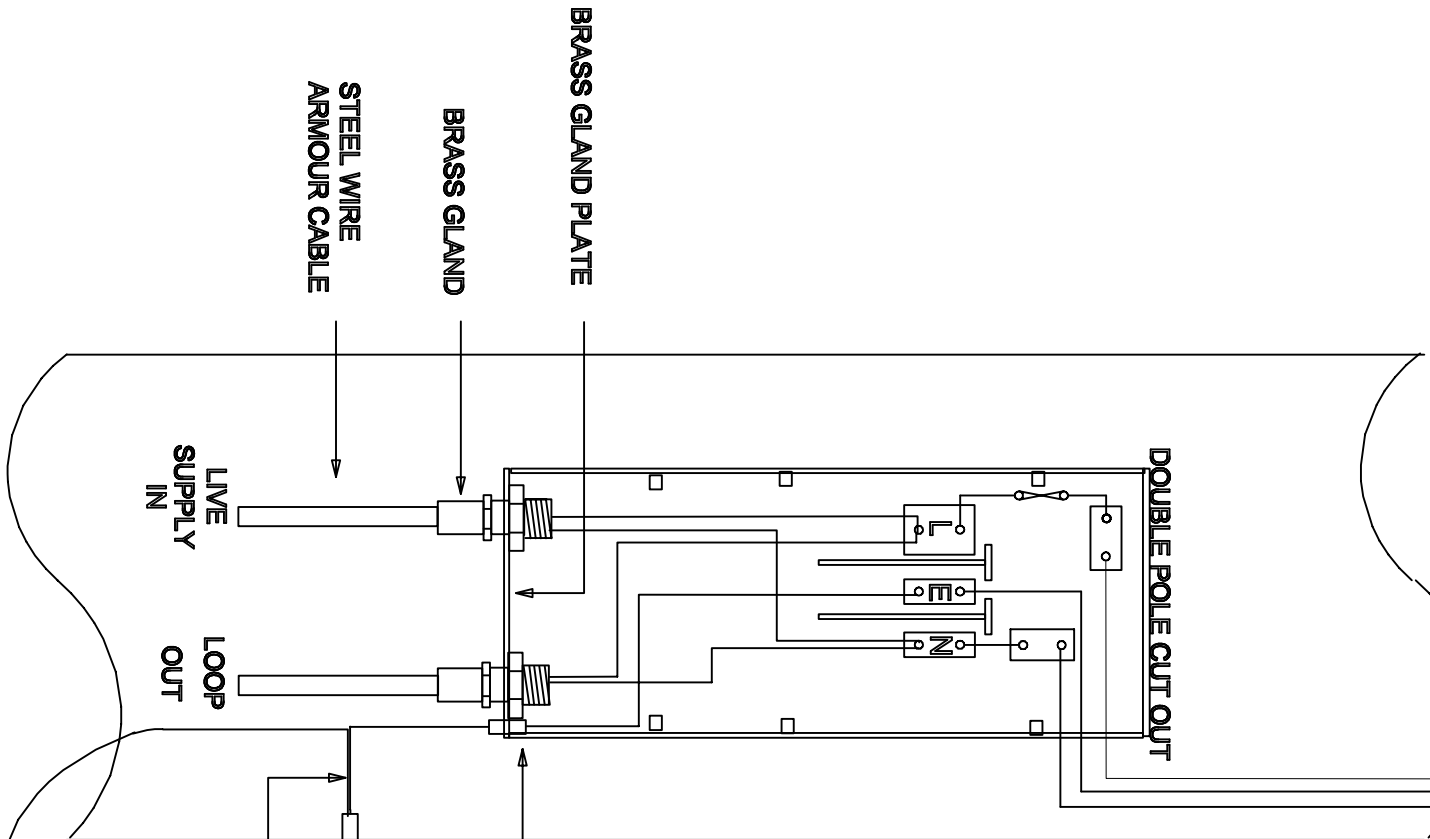 BRASS GLAND PLATE
BRASS GLAND
STEEL WIRE
ARMOUR CABLE
DOUBLE POLE CUT OUT
L
E
N
LIVE
SUPPLY
IN
LOOP
OUT